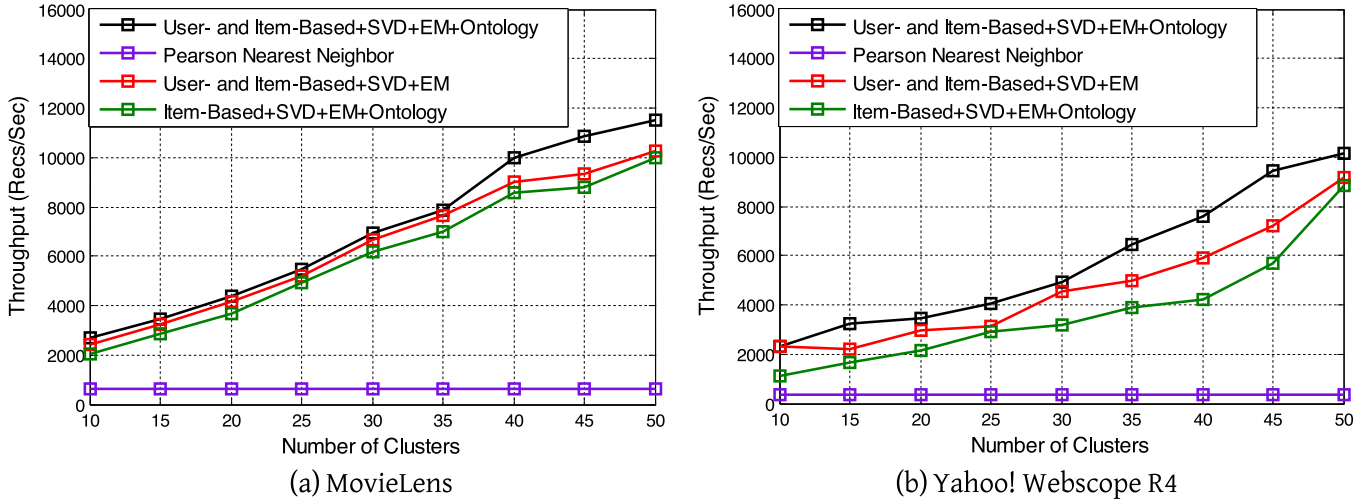 16000
14000
12000
10000
8000
6000
4000
2000
0
Throughput (Recs/Sec)
User- and Item-Based+SVD+EM+Ontology
Pearson Nearest Neighbor
User- and Item-Based+SVD+EM
Item-Based+SVD+EM+Ontology
10 15 20 25 30 35 40 45 50
Number of Clusters
(a) MovieLens
16000
14000
12000
10000
8000
6000
4000
2000
0
Throughput (Recs/Sec)
User- and Item-Based+SVD+EM+Ontology
Pearson Nearest Neighbor
User- and Item-Based+SVD+EM
Item-Based+SVD+EM+Ontology
10 15 20 25 30 35 40 45 50
Number of Clusters
(b) Yahoo! Webscope R4